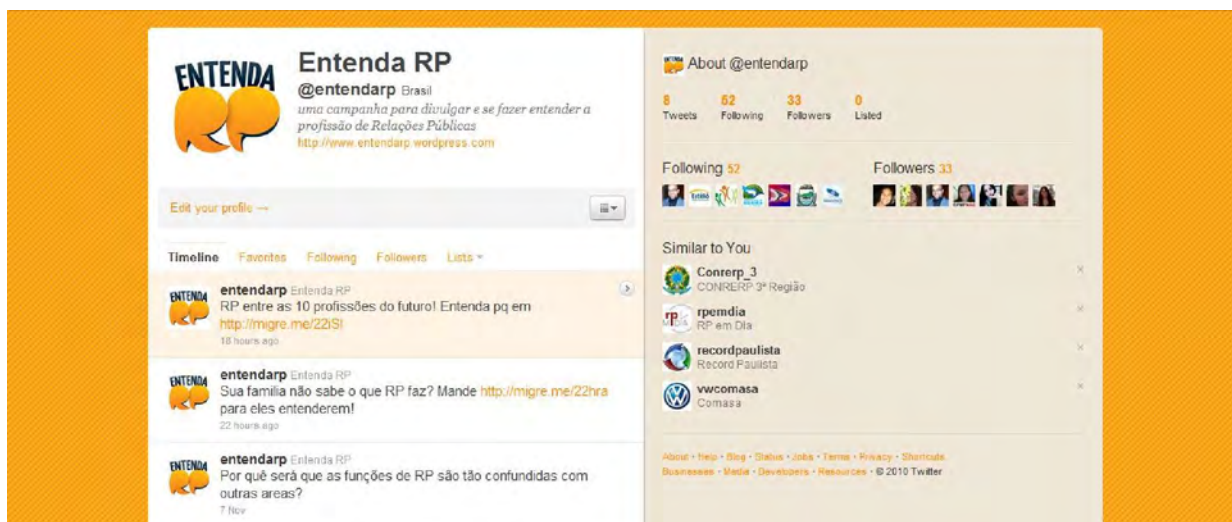 ENTENDA
RP
Entenda RP
@entendarp Brasil
uma campanha para divulgar e se fazer entender a
profissão de Relações Públicas
http://www.entendarp.wordpress.com
Edit your profile →
Timeline Favorites Following Followers Lists
ENTENDA
RP
entendarp Entenda RP
RP entre as 10 profissões do futuro! Entenda pq em
http://migre.me/22iSI
18 hours ago
ENTENDA
RP
entendarp Entenda RP
Sua familia não sabe o que RP faz? Mande http://migre.me/22hra
para eles entenderem!
22 hours ago
ENTENDA
RP
entendarp Entenda RP
Por quê será que as funções de RP são tão confundidas com
outras areas?
7 Nov
About @entendarp
8 52 33 0
Tweets Following Followers Listed
Following 52 Followers 33
Similar to You
Conrerp_3
CONRERP 3ª Região
rpemdia
RP em Dia
recordpaulista
Record Paulista
vwcomasa
Comasa
About · Help · Blog · Status · Jobs · Terms · Privacy · Shortcuts
Businesses · Media · Developers · Resources · © 2010 Twitter